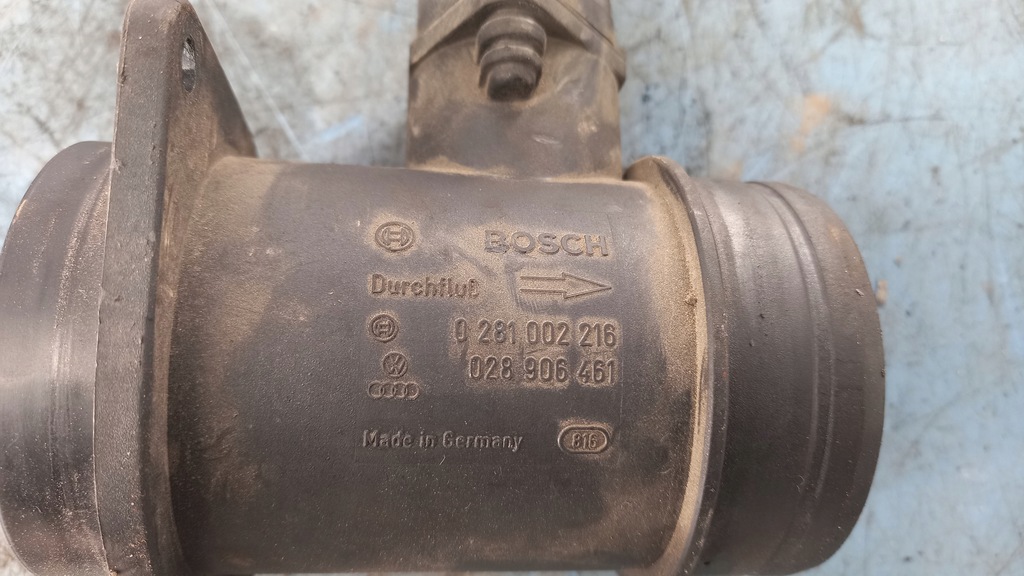 BOSCH
Durchfluß
0 281 002 216
028 906 461
Made in Germany
816